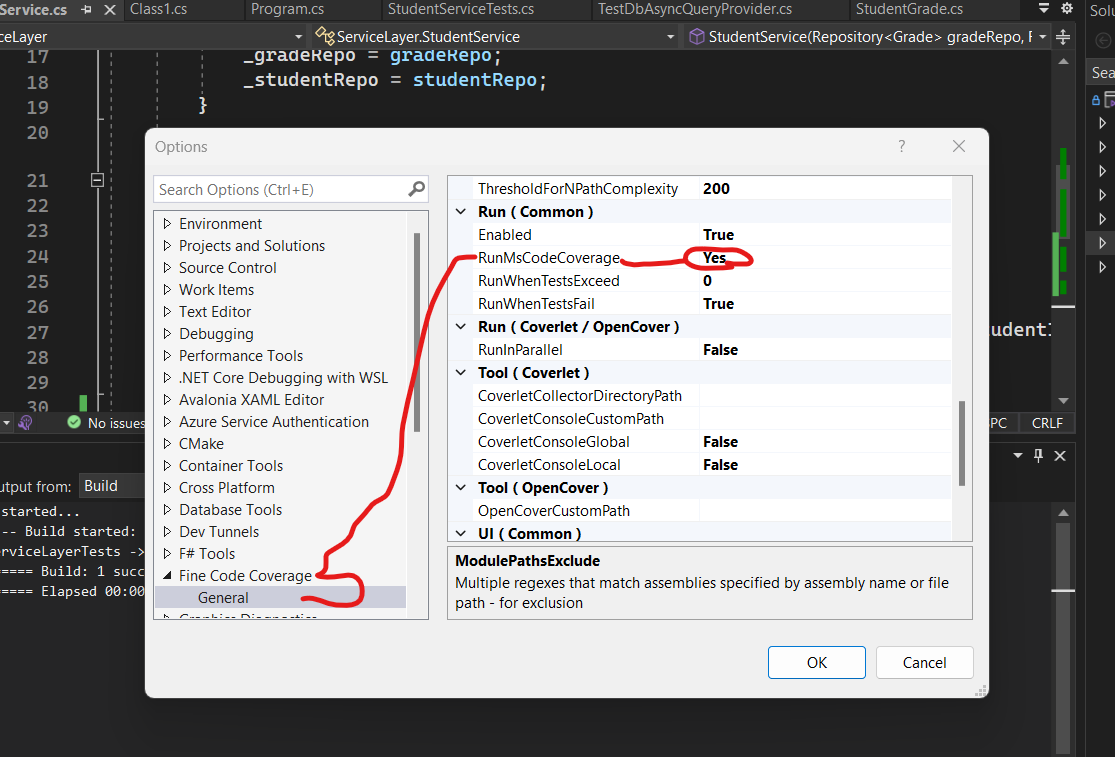 Service.cs
Class1.cs
Program.cs
StudentServiceTests.cs
TestDbAsyncQueryProvider.cs
StudentGrade.cs
Solu
ceLayer
ServiceLayer.StudentService
StudentService(Repository<Grade> gradeRepo, R
17 _gradeRepo = gradeRepo;
18 _studentRepo = studentRepo;
19 }
20
21
22
23
24
25
26
27 udentI
28
29
30
Sea
Options
?
Search Options (Ctrl+E)
Environment
Projects and Solutions
Source Control
Work Items
Text Editor
Debugging
Performance Tools
.NET Core Debugging with WSL
Avalonia XAML Editor
Azure Service Authentication
CMake
Container Tools
Cross Platform
Database Tools
Dev Tunnels
F# Tools
Fine Code Coverage
General
Graphics Diagnostics
ThresholdForNPathComplexity 200
Run ( Common )
Enabled True
RunMsCodeCoverage Yes
RunWhenTestsExceed 0
RunWhenTestsFail True
Run ( Coverlet / OpenCover )
RunInParallel False
Tool ( Coverlet )
CoverletCollectorDirectoryPath
CoverletConsoleCustomPath
CoverletConsoleGlobal False
CoverletConsoleLocal False
Tool ( OpenCover )
OpenCoverCustomPath
UI ( Common )
ModulePathsExclude
Multiple regexes that match assemblies specified by assembly name or file
path - for exclusion
OK
Cancel
No issues
PC
CRLF
utput from: Build
started...
-- Build started:
erviceLayerTests ->
===== Build: 1 succ
===== Elapsed 00:00